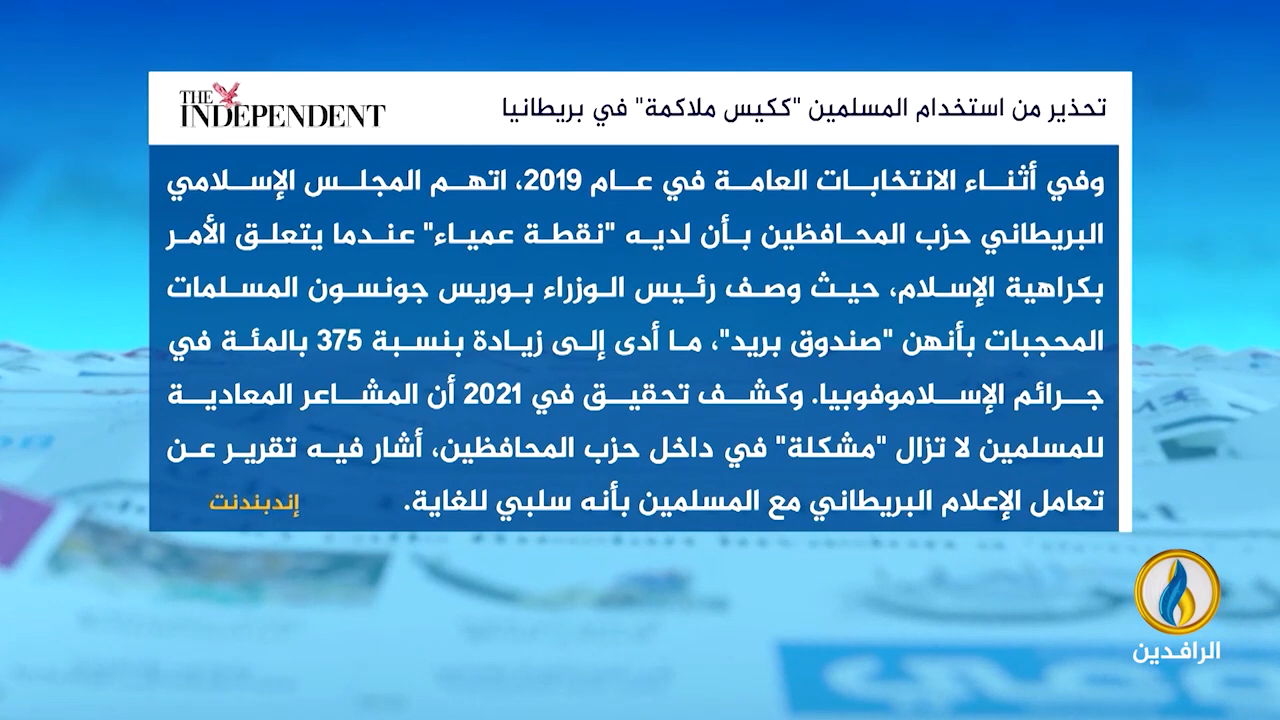 THE
INDEPENDENT
تحذير من استخدام المسلمين "ككيس ملاكمة" في بريطانيا
وفي أثناء الانتخابات العامة في عام 2019، اتهم المجلس الإسلامي
البريطاني حزب المحافظين بأن لديه "نقطة عمياء" عندما يتعلق الأمر
بكراهية الإسلام، حيث وصف رئيس الوزراء بوريس جونسون المسلمات
المحجبات بأنهن "صندوق بريد"، ما أدى إلى زيادة بنسبة 375 بالمئة في
جرائم الإسلاموفوبيا. وكشف تحقيق في 2021 أن المشاعر المعادية
للمسلمين لا تزال "مشكلة" في داخل حزب المحافظين، أشار فيه تقرير عن
تعامل الإعلام البريطاني مع المسلمين بأنه سلبي للغاية.
إندبندنت
الرافدين